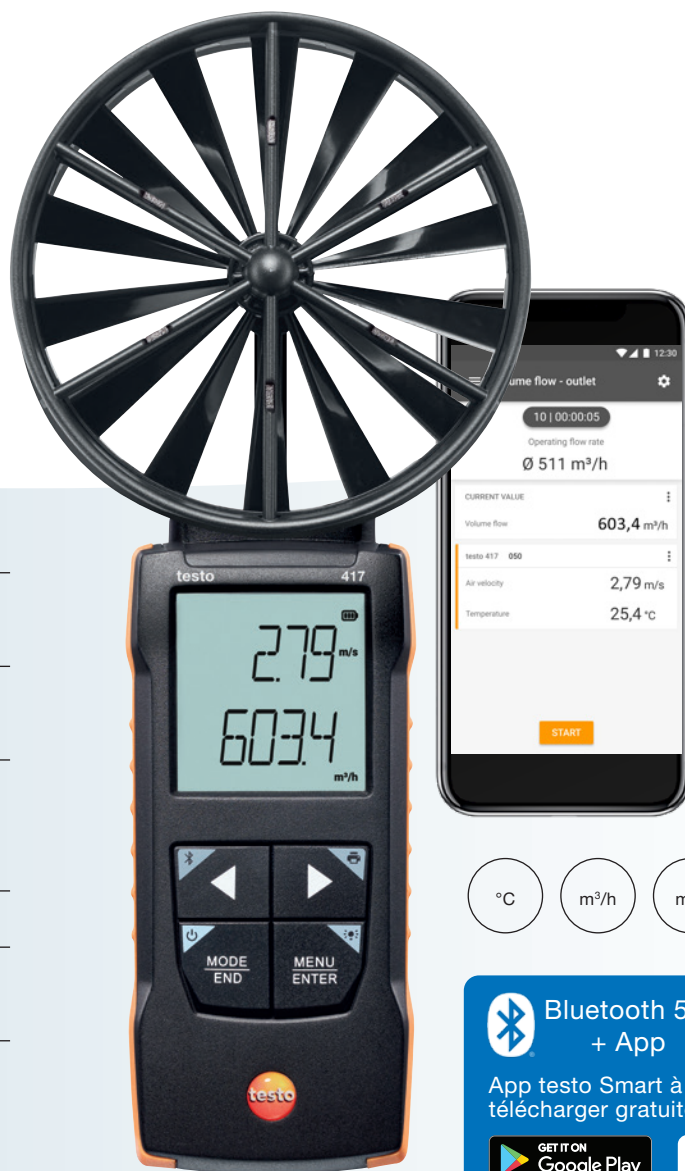 12:30
ume flow - outlet
10 | 00:00:05
Operating flow rate
Ø 511 m³/h
CURRENT VALUE
Volume flow 603,4 m³/h
testo 417 050
Air velocity 2,79 m/s
Temperature 25,4 °C
START
testo 417
2.79 m/s
603.4
m³/h
MODE
END
MENU
ENTER
testo
°C m³/h m
Bluetooth 5
+ App
App testo Smart à
télécharger gratuit
GET IT ON
Google Play